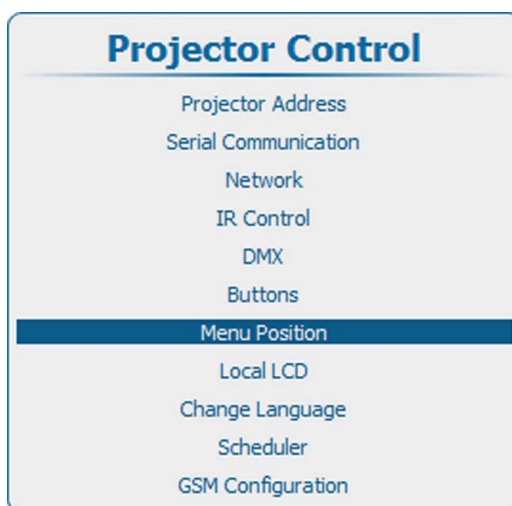 Projector Control
Projector Address
Serial Communication
Network
IR Control
DMX
Buttons
Menu Position
Local LCD
Change Language
Scheduler
GSM Configuration